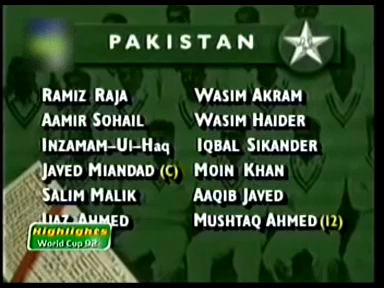 PAKISTAN
RAMIZ RAJA
AAMIR SOHAIL
INZAMAM-UL-HAQ
JAVED MIANDAD (C)
SALIM MALIK
IJAZ AHMED
WASIM AKRAM
WASIM HAIDER
IQBAL SIKANDER
MOIN KHAN
AAQIB JAVED
MUSHTAQ AHMED (12)
Highlights
World Cup 92